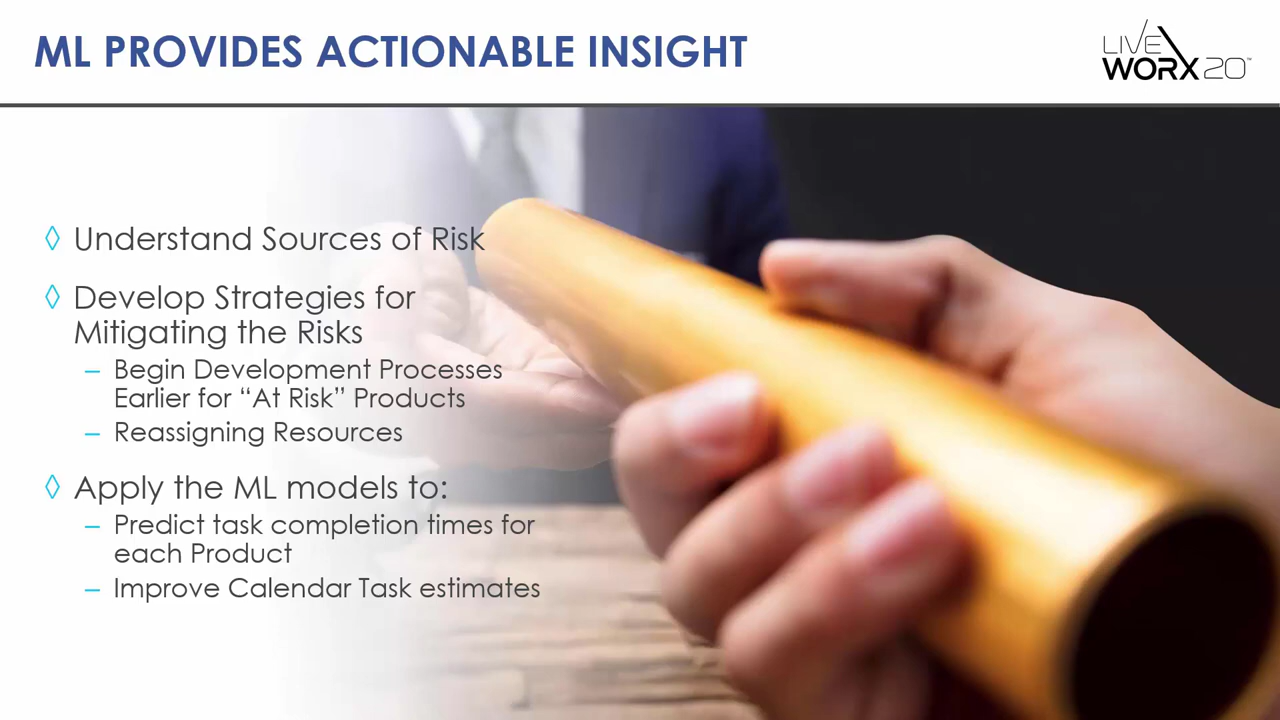 ML PROVIDES ACTIONABLE INSIGHT
LIVE
WORX 20™
◊ Understand Sources of Risk
◊ Develop Strategies for
Mitigating the Risks
– Begin Development Processes
Earlier for “At Risk” Products
– Reassigning Resources
◊ Apply the ML models to:
– Predict task completion times for
each Product
– Improve Calendar Task estimates